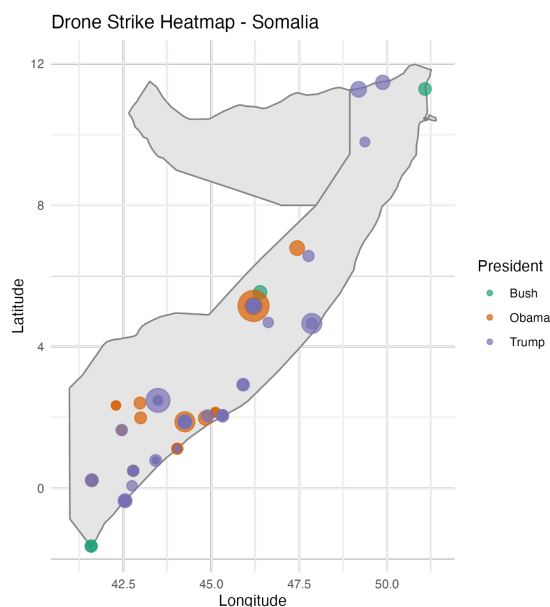 Drone Strike Heatmap - Somalia
12
8
4
0
Latitude
42.5 45.0 47.5 50.0
Longitude
President
Bush
Obama
Trump